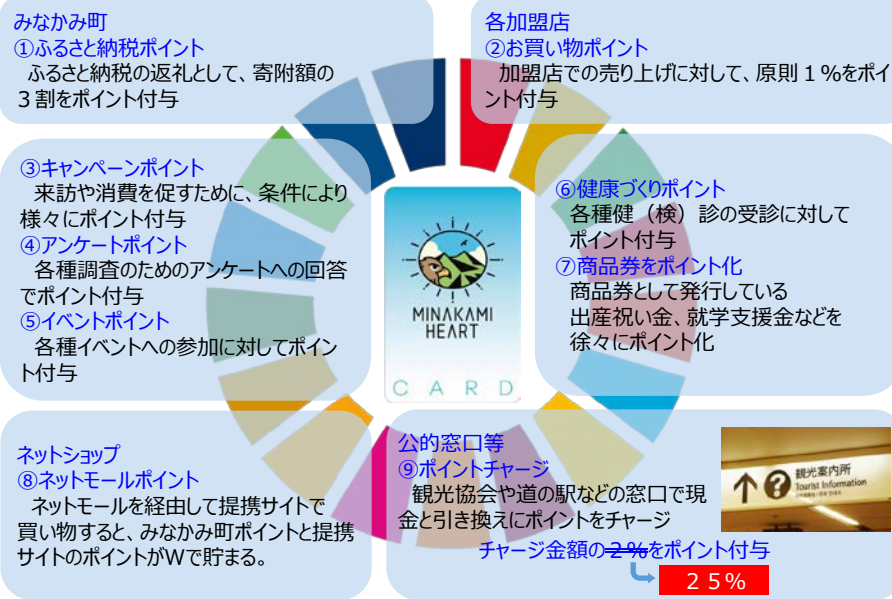 みなかみ町
①ふるさと納税ポイント
ふるさと納税の返礼として、寄附額の
３割をポイント付与
各加盟店
②お買い物ポイント
加盟店での売り上げに対して、原則１％をポイ
ント付与
③キャンペーンポイント
来訪や消費を促すために、条件により
様々にポイント付与
④アンケートポイント
各種調査のためのアンケートへの回答
でポイント付与
⑤イベントポイント
各種イベントへの参加に対してポイン
ト付与
MINAKAMI
HEART
CARD
⑥健康づくりポイント
各種健（検）診の受診に対して
ポイント付与
⑦商品券をポイント化
商品券として発行している
出産祝い金、就学支援金などを
徐々にポイント化
ネットショップ
⑧ネットモールポイント
ネットモールを経由して提携サイトで
買い物すると、みなかみ町ポイントと提携
サイトのポイントがWで貯まる。
公的窓口等
⑨ポイントチャージ
観光協会や道の駅などの窓口で現
金と引き換えにポイントをチャージ
チャージ金額の２％をポイント付与
２５％
観光案内所
Tourist Information